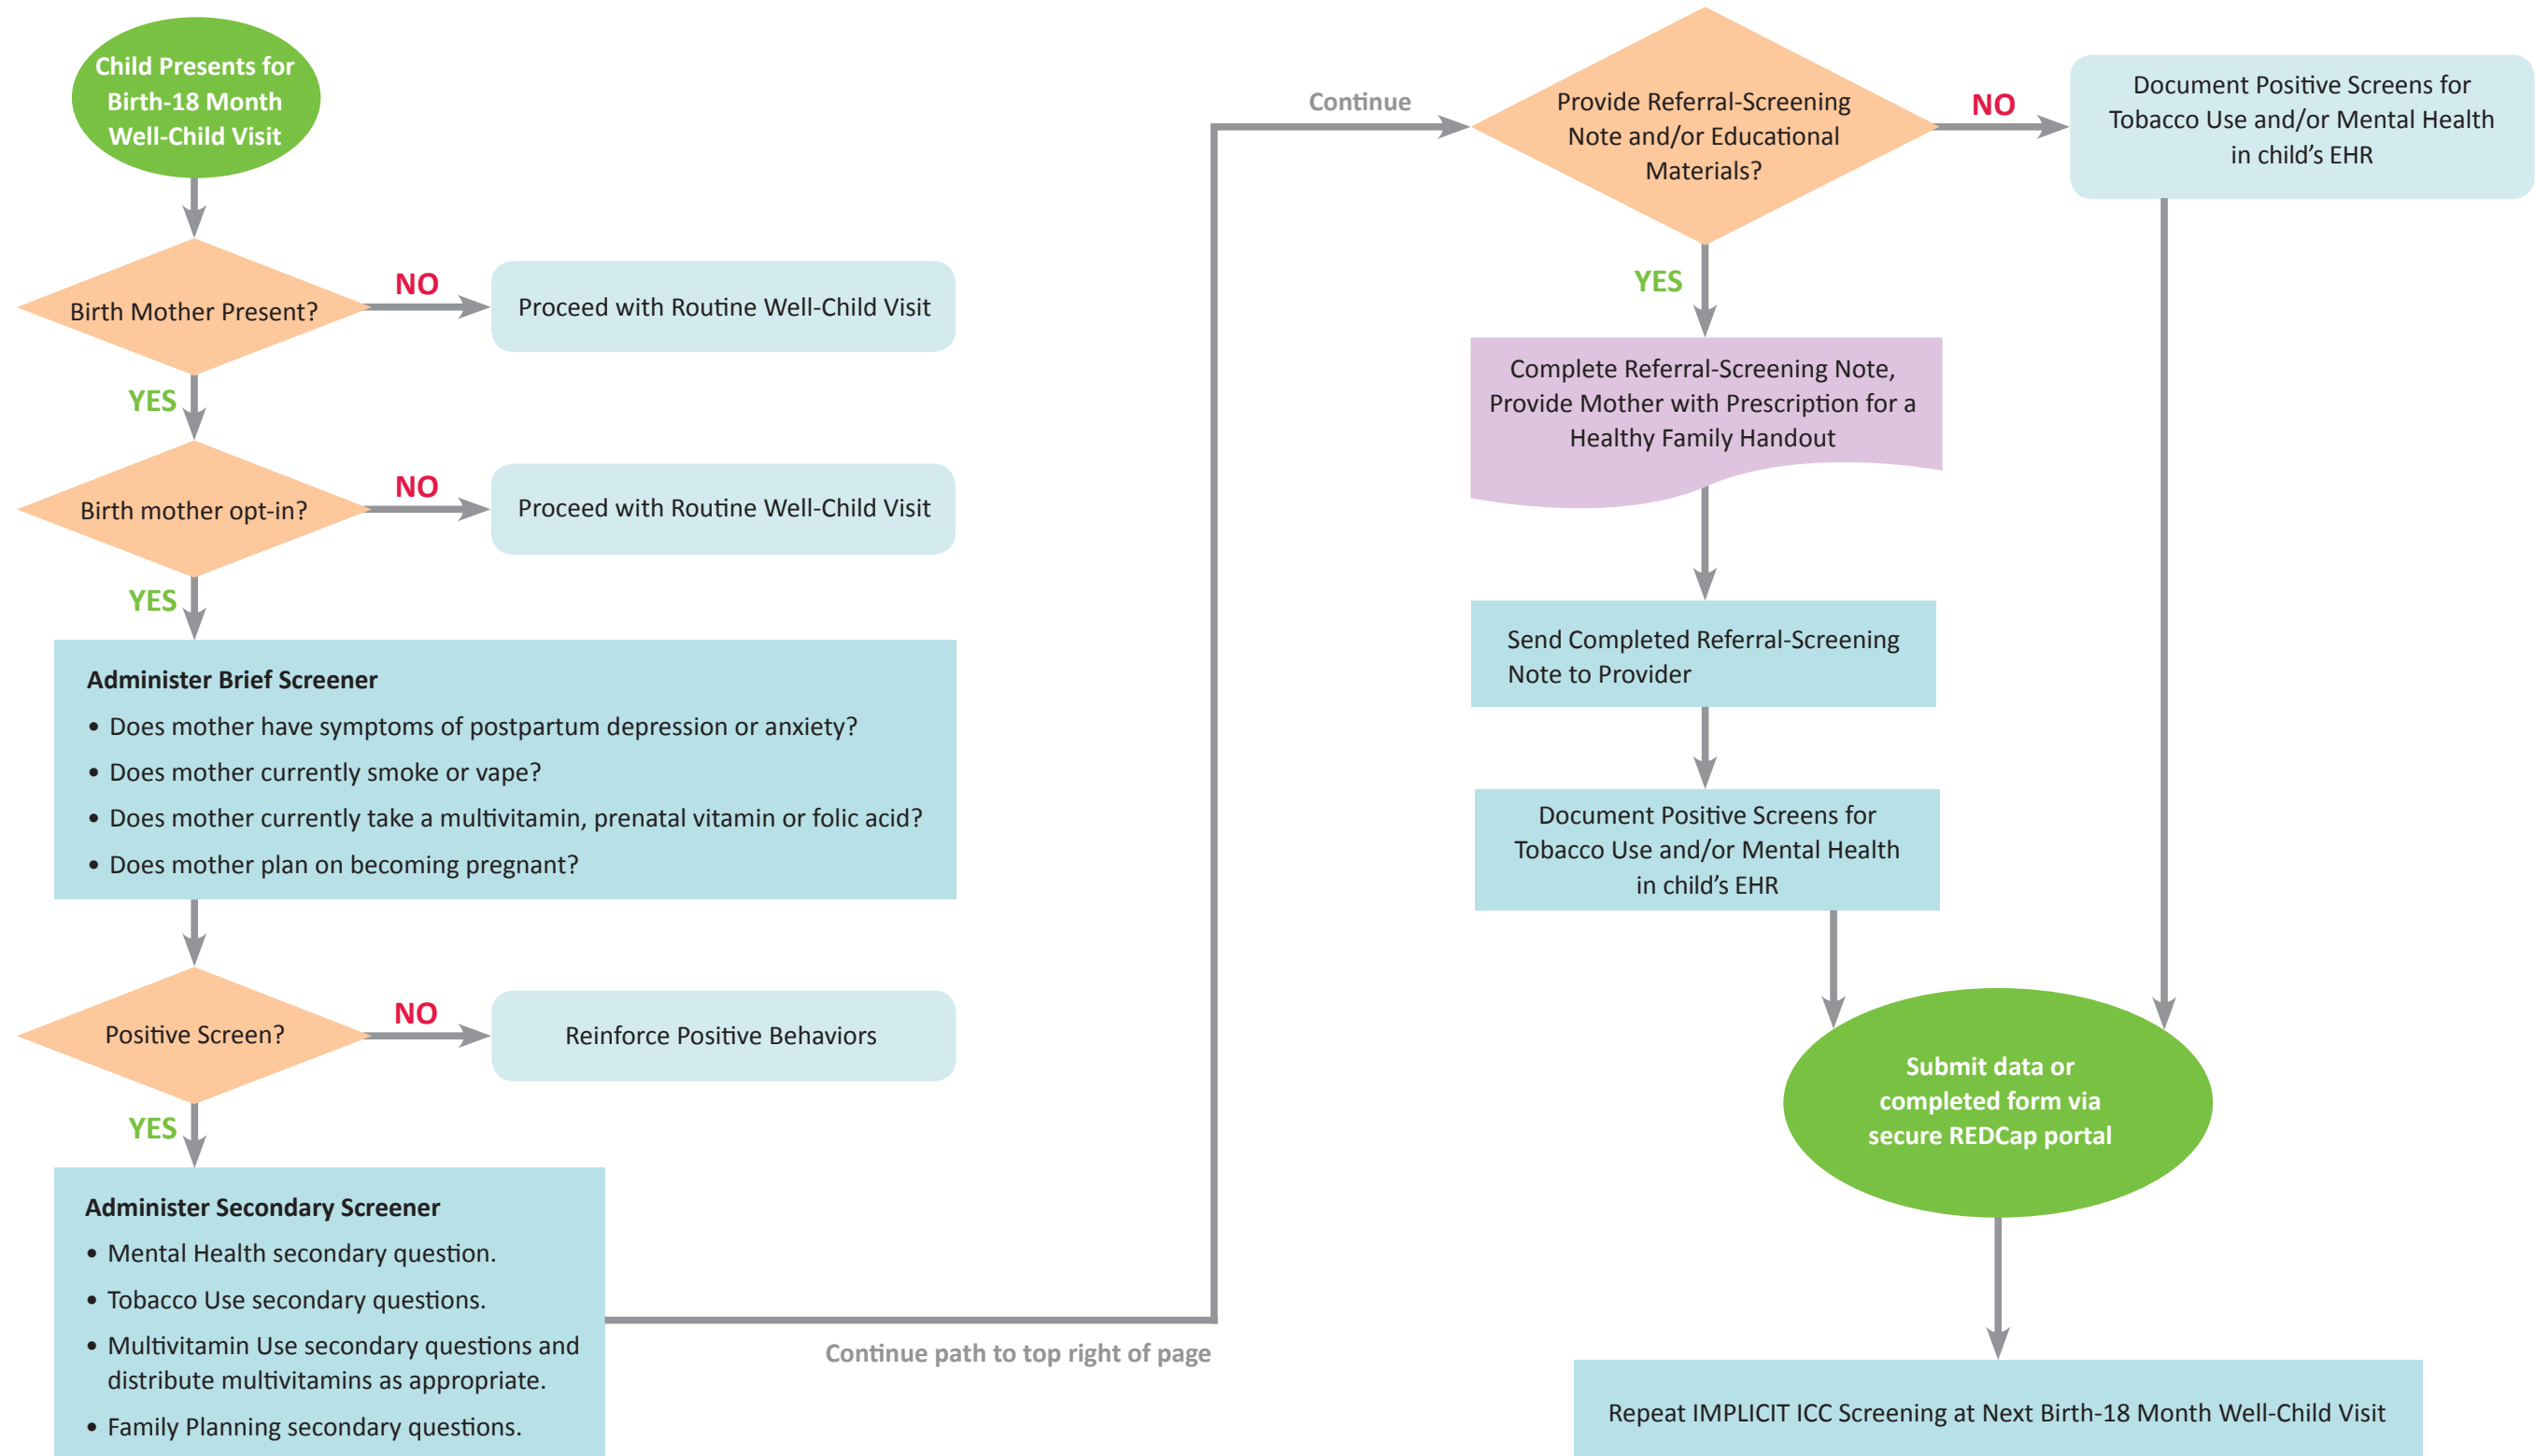 Child Presents for
Birth-18 Month
Well-Child Visit
Birth Mother Present?
NO
Proceed with Routine Well-Child Visit
YES
Birth mother opt-in?
NO
Proceed with Routine Well-Child Visit
YES
Administer Brief Screener
• Does mother have symptoms of postpartum depression or anxiety?
• Does mother currently smoke or vape?
• Does mother currently take a multivitamin, prenatal vitamin or folic acid?
• Does mother plan on becoming pregnant?
Positive Screen?
NO
Reinforce Positive Behaviors
YES
Administer Secondary Screener
• Mental Health secondary question.
• Tobacco Use secondary questions.
• Multivitamin Use secondary questions and
distribute multivitamins as appropriate.
• Family Planning secondary questions.
Continue path to top right of page
Continue
Provide Referral-Screening
Note and/or Educational
Materials?
NO
Document Positive Screens for
Tobacco Use and/or Mental Health
in child’s EHR
YES
Complete Referral-Screening Note,
Provide Mother with Prescription for a
Healthy Family Handout
Send Completed Referral-Screening
Note to Provider
Document Positive Screens for
Tobacco Use and/or Mental Health
in child’s EHR
Submit data or
completed form via
secure REDCap portal
Repeat IMPLICIT ICC Screening at Next Birth-18 Month Well-Child Visit